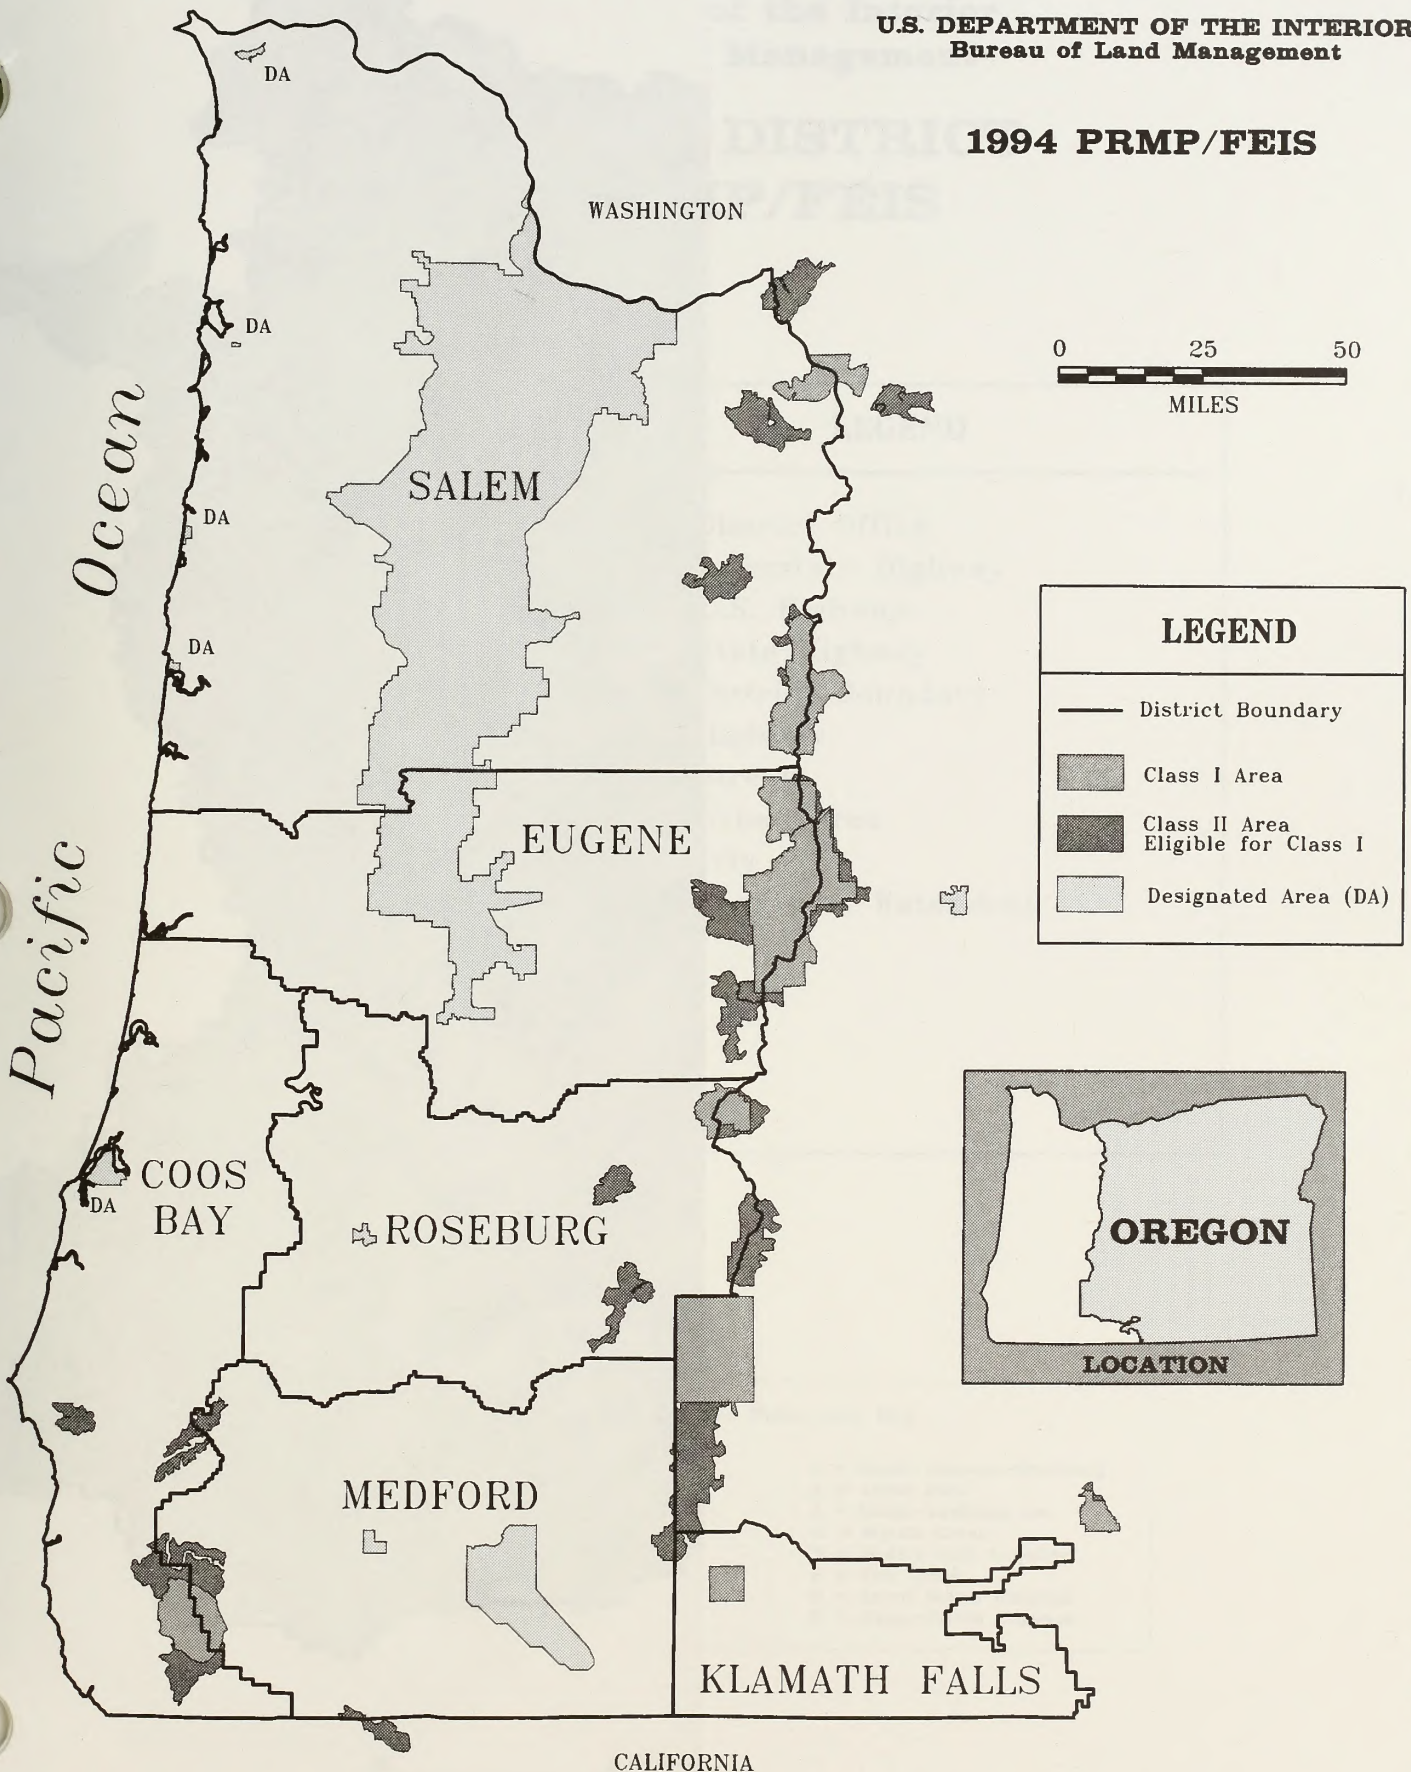 U.S. DEPARTMENT OF THE INTERIOR
Bureau of Land Management
1994 PRMP/FEIS
DA
WASHINGTON
DA
0 25 50
MILES
Ocean
SALEM
DA
DA
LEGEND
District Boundary
Class I Area
Class II Area
Eligible for Class I
Designated Area (DA)
EUGENE
Pacific
COOS
BAY
DA
ROSEBURG
OREGON
LOCATION
MEDFORD
KLAMATH FALLS
CALIFORNIA